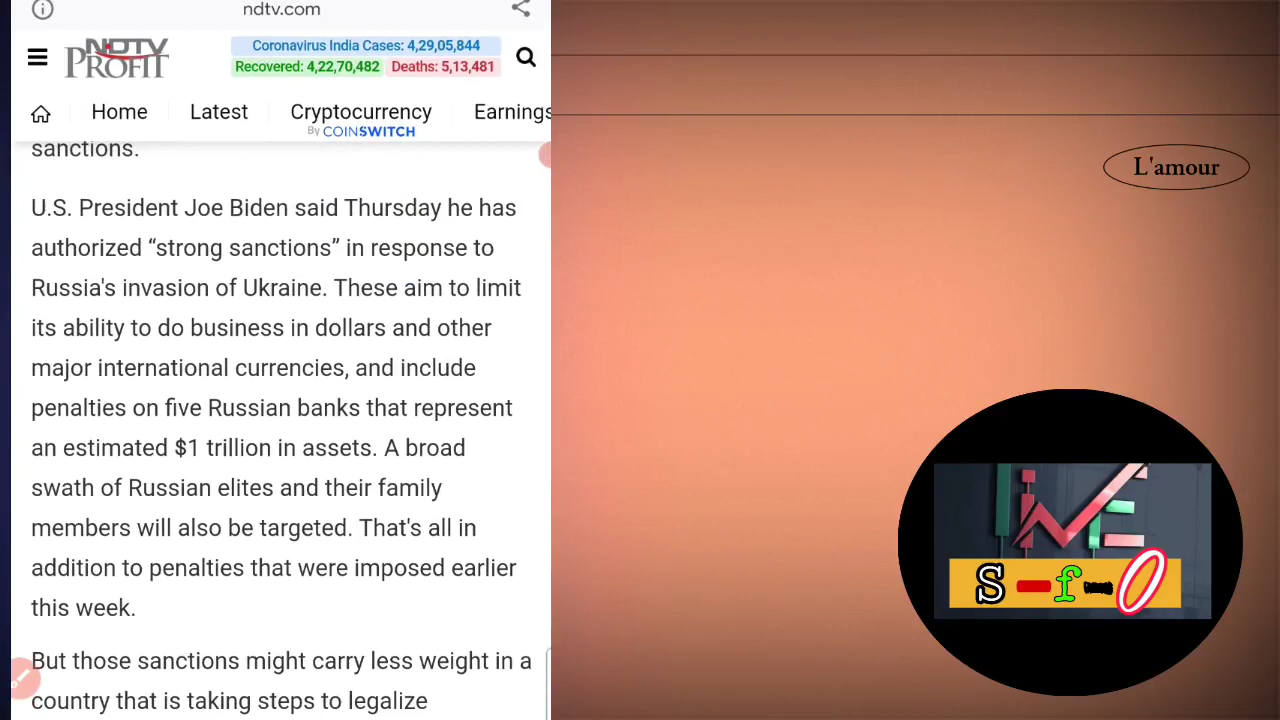 ndtv.com
NDTV
PROFIT
Coronavirus India Cases: 4,29,05,844
Recovered: 4,22,70,482 Deaths: 5,13,481
Home Latest Cryptocurrency Earnings
By COINSWITCH
sanctions.
U.S. President Joe Biden said Thursday he has
authorized “strong sanctions” in response to
Russia's invasion of Ukraine. These aim to limit
its ability to do business in dollars and other
major international currencies, and include
penalties on five Russian banks that represent
an estimated $1 trillion in assets. A broad
swath of Russian elites and their family
members will also be targeted. That's all in
addition to penalties that were imposed earlier
this week.
But those sanctions might carry less weight in a
country that is taking steps to legalize
L'amour
S-f-O